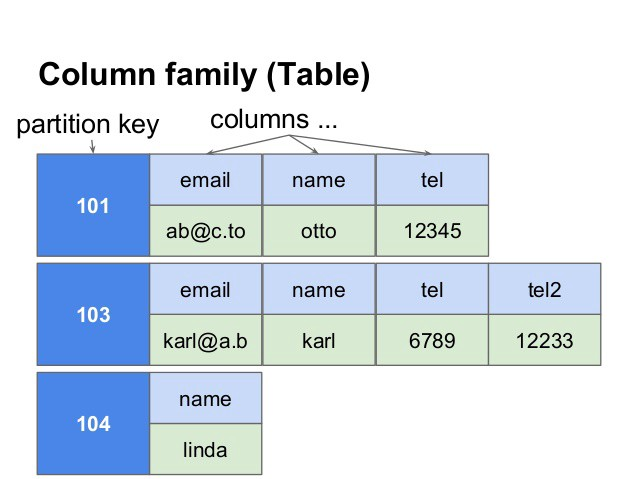 Column family (Table)
partition key columns ...
101 email name tel
ab@c.to otto 12345
103 email name tel tel2
karl@a.b karl 6789 12233
104 name
linda